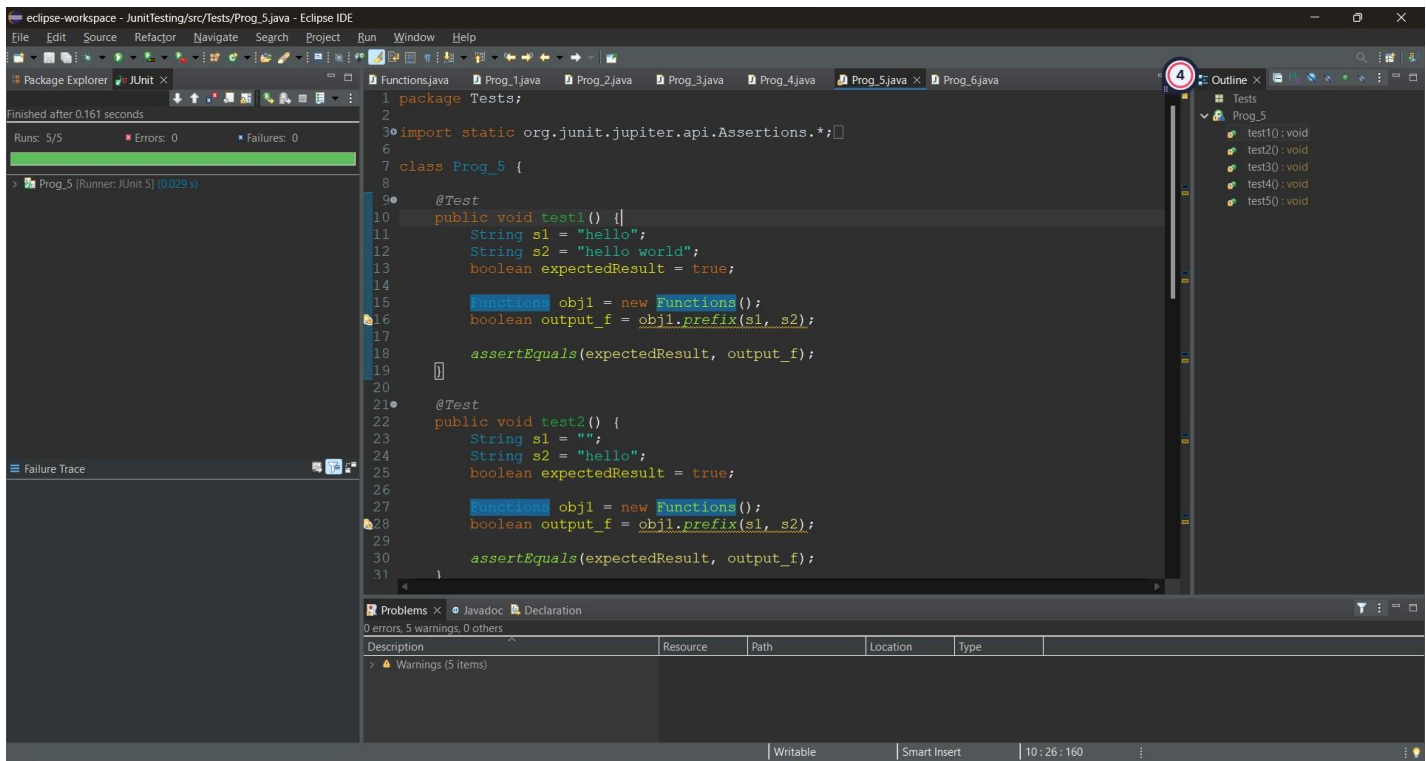 eclipse-workspace - JunitTesting/src/Tests/Prog_5.java - Eclipse IDE
File Edit Source Refactor Navigate Search Project Run Window Help
Package Explorer JUnit
Finished after 0.161 seconds
Runs: 5/5 Errors: 0 Failures: 0
Prog_5 [Runner: JUnit 5] (0.029 s)
Failure Trace
Functions.java Prog_1.java Prog_2.java Prog_3.java Prog_4.java Prog_5.java Prog_6.java
1 package Tests;
2
3 import static org.junit.jupiter.api.Assertions.*;
6
7 class Prog_5 {
8
9 @Test
10 public void test1() {
11 String s1 = "hello";
12 String s2 = "hello world";
13 boolean expectedResult = true;
14
15 Functions obj1 = new Functions();
16 boolean output_f = obj1.prefix(s1, s2);
17
18 assertEquals(expectedResult, output_f);
19 }
20
21 @Test
22 public void test2() {
23 String s1 = "";
24 String s2 = "hello";
25 boolean expectedResult = true;
26
27 Functions obj1 = new Functions();
28 boolean output_f = obj1.prefix(s1, s2);
29
30 assertEquals(expectedResult, output_f);
31 }
4
Outline
Tests
Prog_5
test1() : void
test2() : void
test3() : void
test4() : void
test5() : void
Problems Javadoc Declaration
0 errors, 5 warnings, 0 others
Description Resource Path Location Type
Warnings (5 items)
Writable Smart Insert 10 : 26 : 160